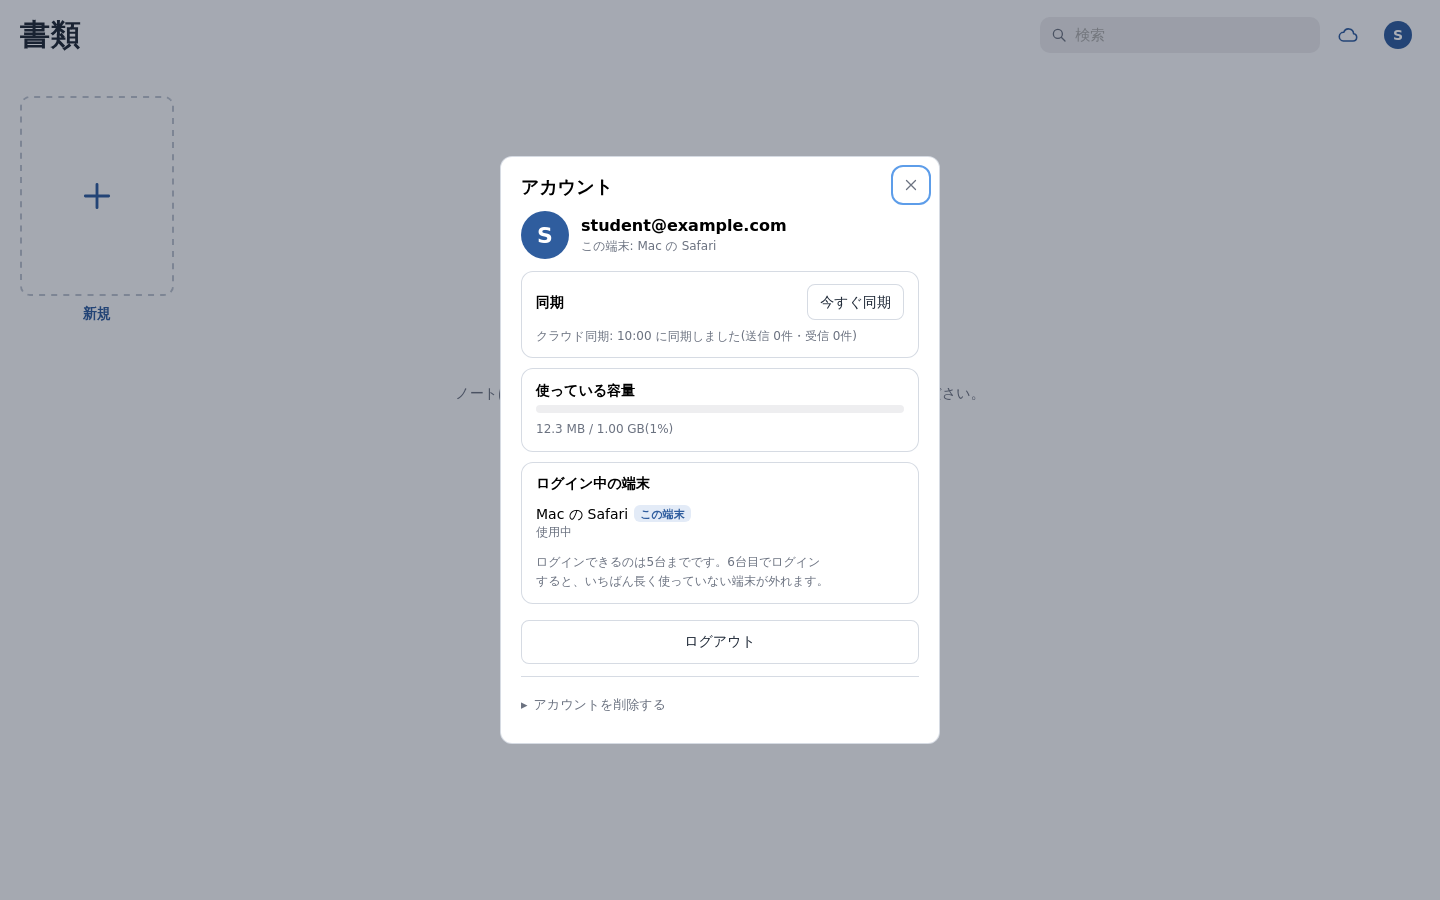 書類
検索
S
新規
ノート
さい。
アカウント
S
student@example.com
この端末: Mac の Safari
同期
今すぐ同期
クラウド同期: 10:00 に同期しました(送信 0件・受信 0件)
使っている容量
12.3 MB / 1.00 GB(1%)
ログイン中の端末
Mac の Safari この端末
使用中
ログインできるのは5台までです。6台目でログイン
すると、いちばん長く使っていない端末が外れます。
ログアウト
▸ アカウントを削除する